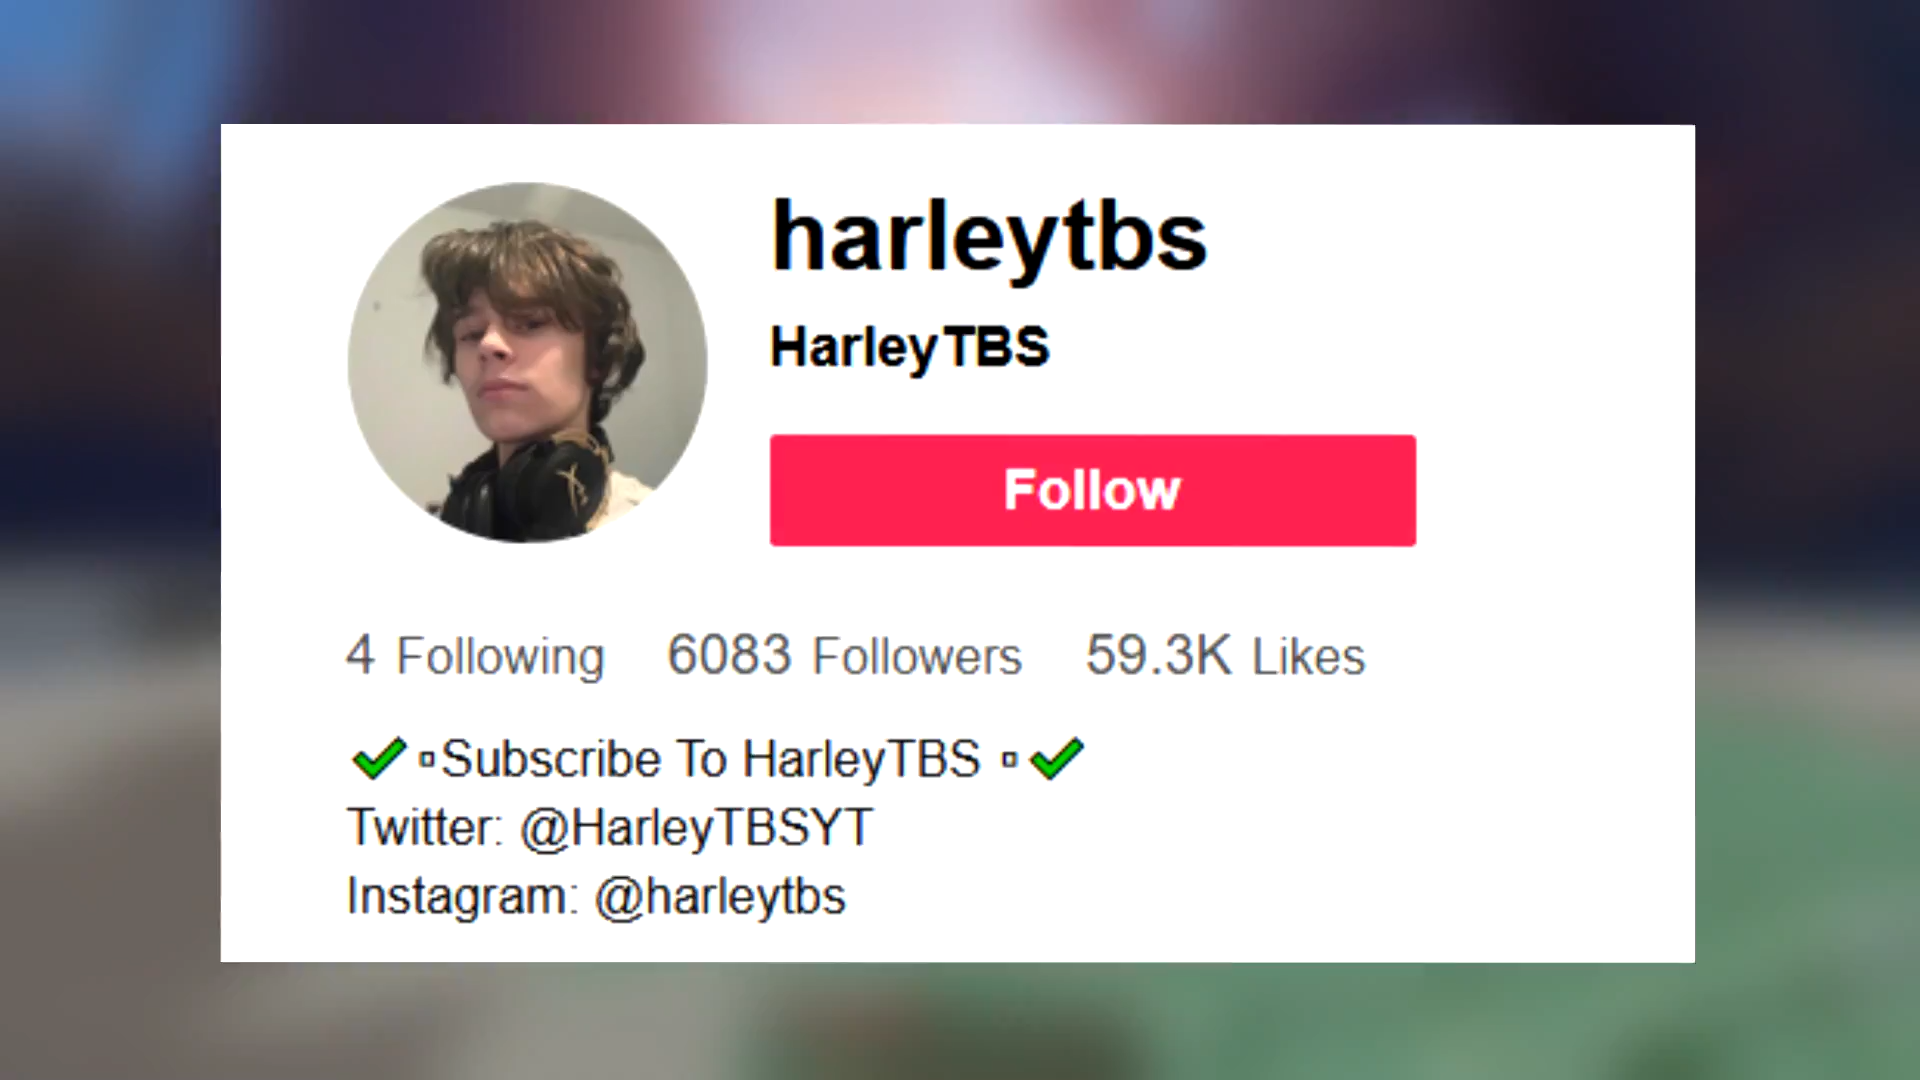 harleytbs
HarleyTBS
Follow
4 Following 6083 Followers 59.3K Likes
✔▫Subscribe To HarleyTBS ▫✔
Twitter: @HarleyTBSYT
Instagram: @harleytbs